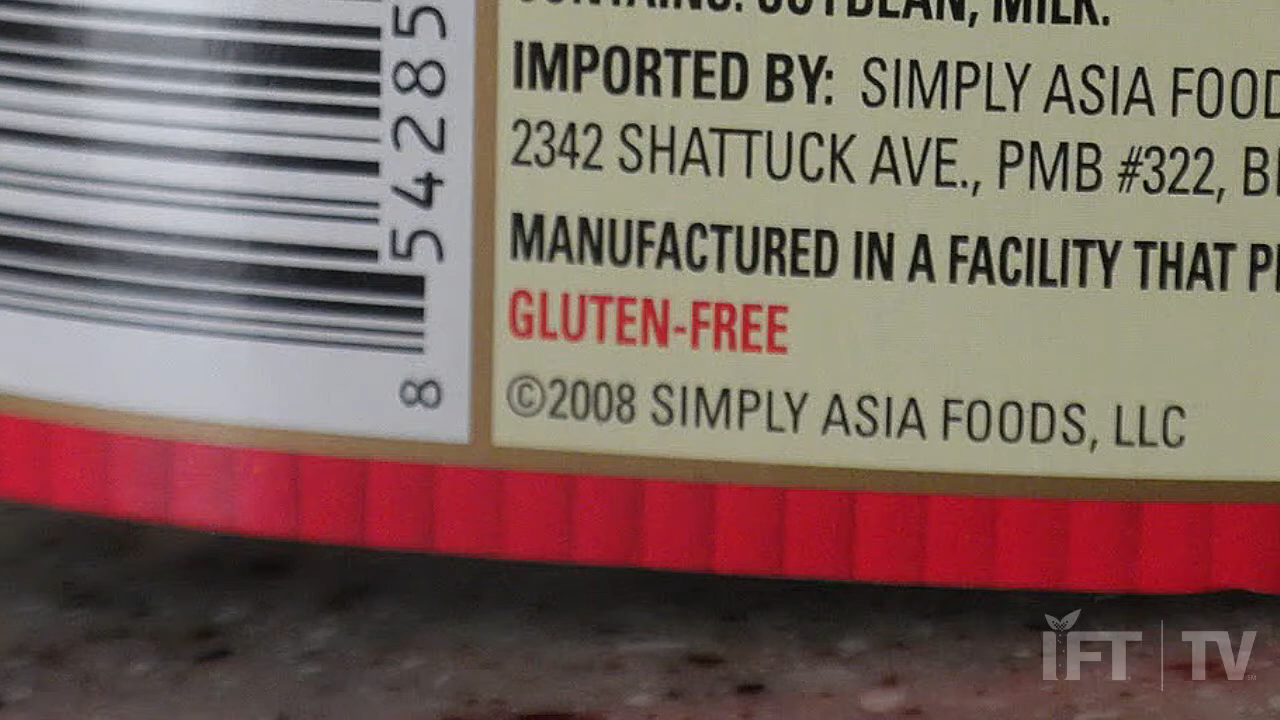 CONTAINS: SOYBEAN, MILK.
IMPORTED BY: SIMPLY ASIA FOOD
2342 SHATTUCK AVE., PMB #322,
MANUFACTURED IN A FACILITY THAT
GLUTEN-FREE
©2008 SIMPLY ASIA FOODS, LLC
8 54285
IFT | TV